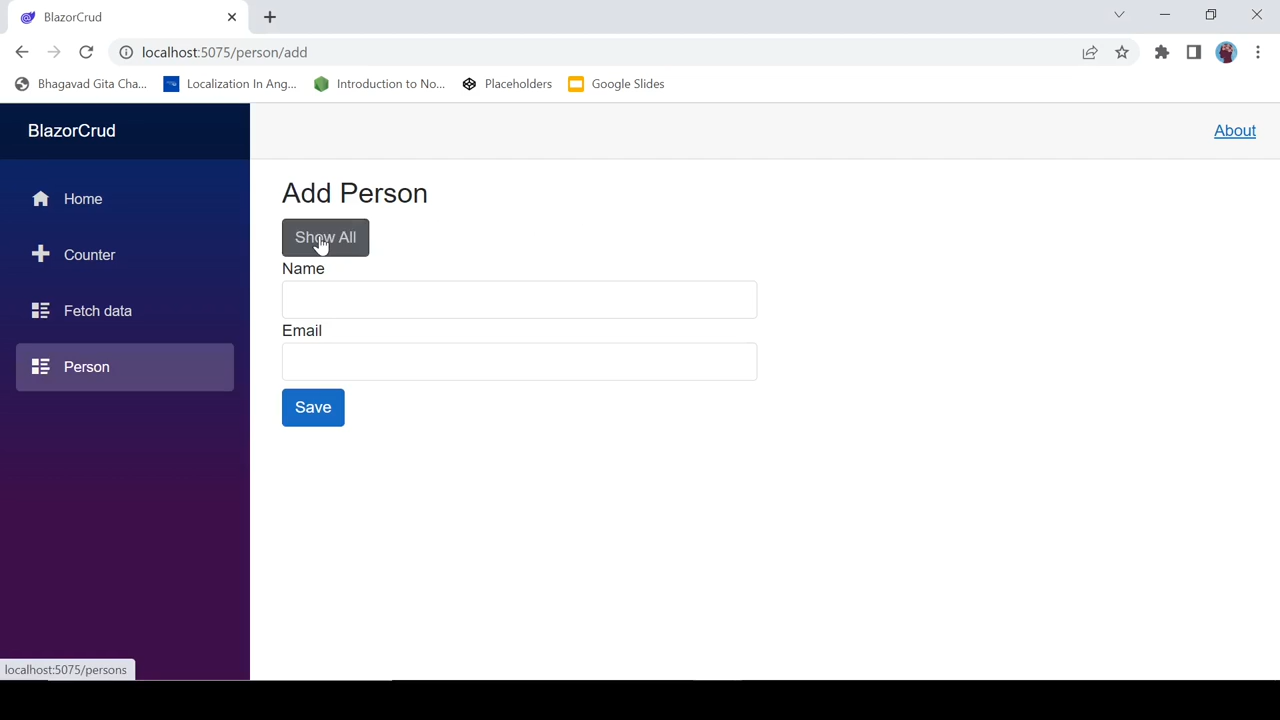 BlazorCrud
localhost:5075/person/add
Bhagavad Gita Cha...
Localization In Ang...
Introduction to No...
Placeholders
Google Slides
BlazorCrud
About
Home
Counter
Fetch data
Person
Add Person
Show All
Name
Email
Save
localhost:5075/persons